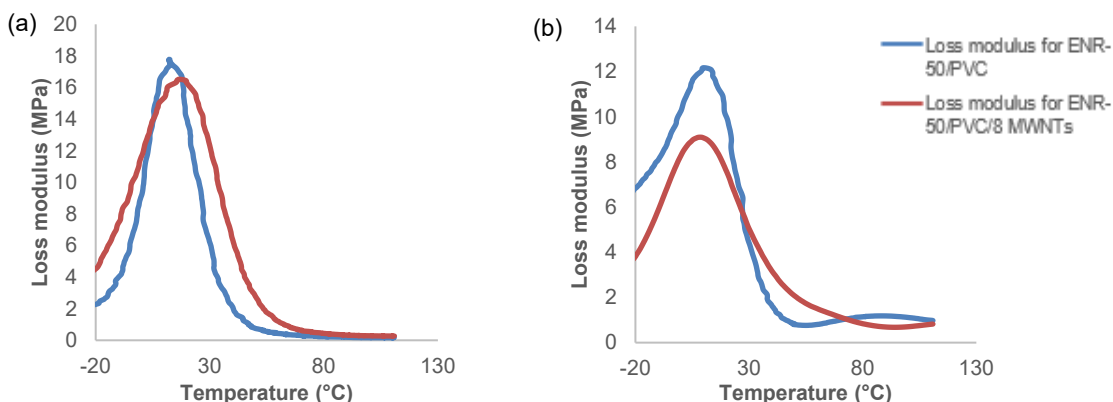 (a)
20
18
16
14
12
10
8
6
4
2
0
Loss modulus (MPa)
-20
30
80
130
Temperature (°C)
(b)
14
12
10
8
6
4
2
0
Loss modulus (MPa)
-20
30
80
130
Temperature (°C)
Loss modulus for ENR-
50/PVC
Loss modulus for ENR-
50/PVC/8 MWNTs